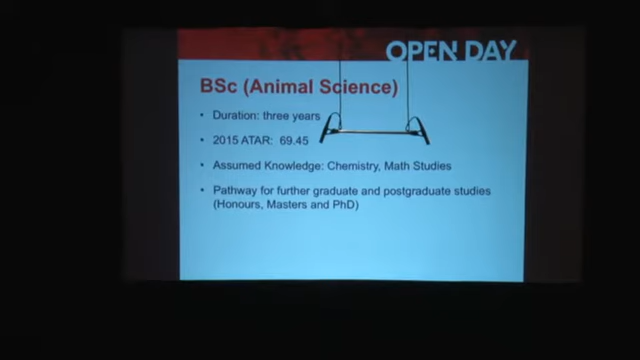 OPEN DAY
BSc (Animal Science)
• Duration: three years
• 2015 ATAR: 69.45
• Assumed Knowledge: Chemistry, Math Studies
• Pathway for further graduate and postgraduate studies
(Honours, Masters and PhD)